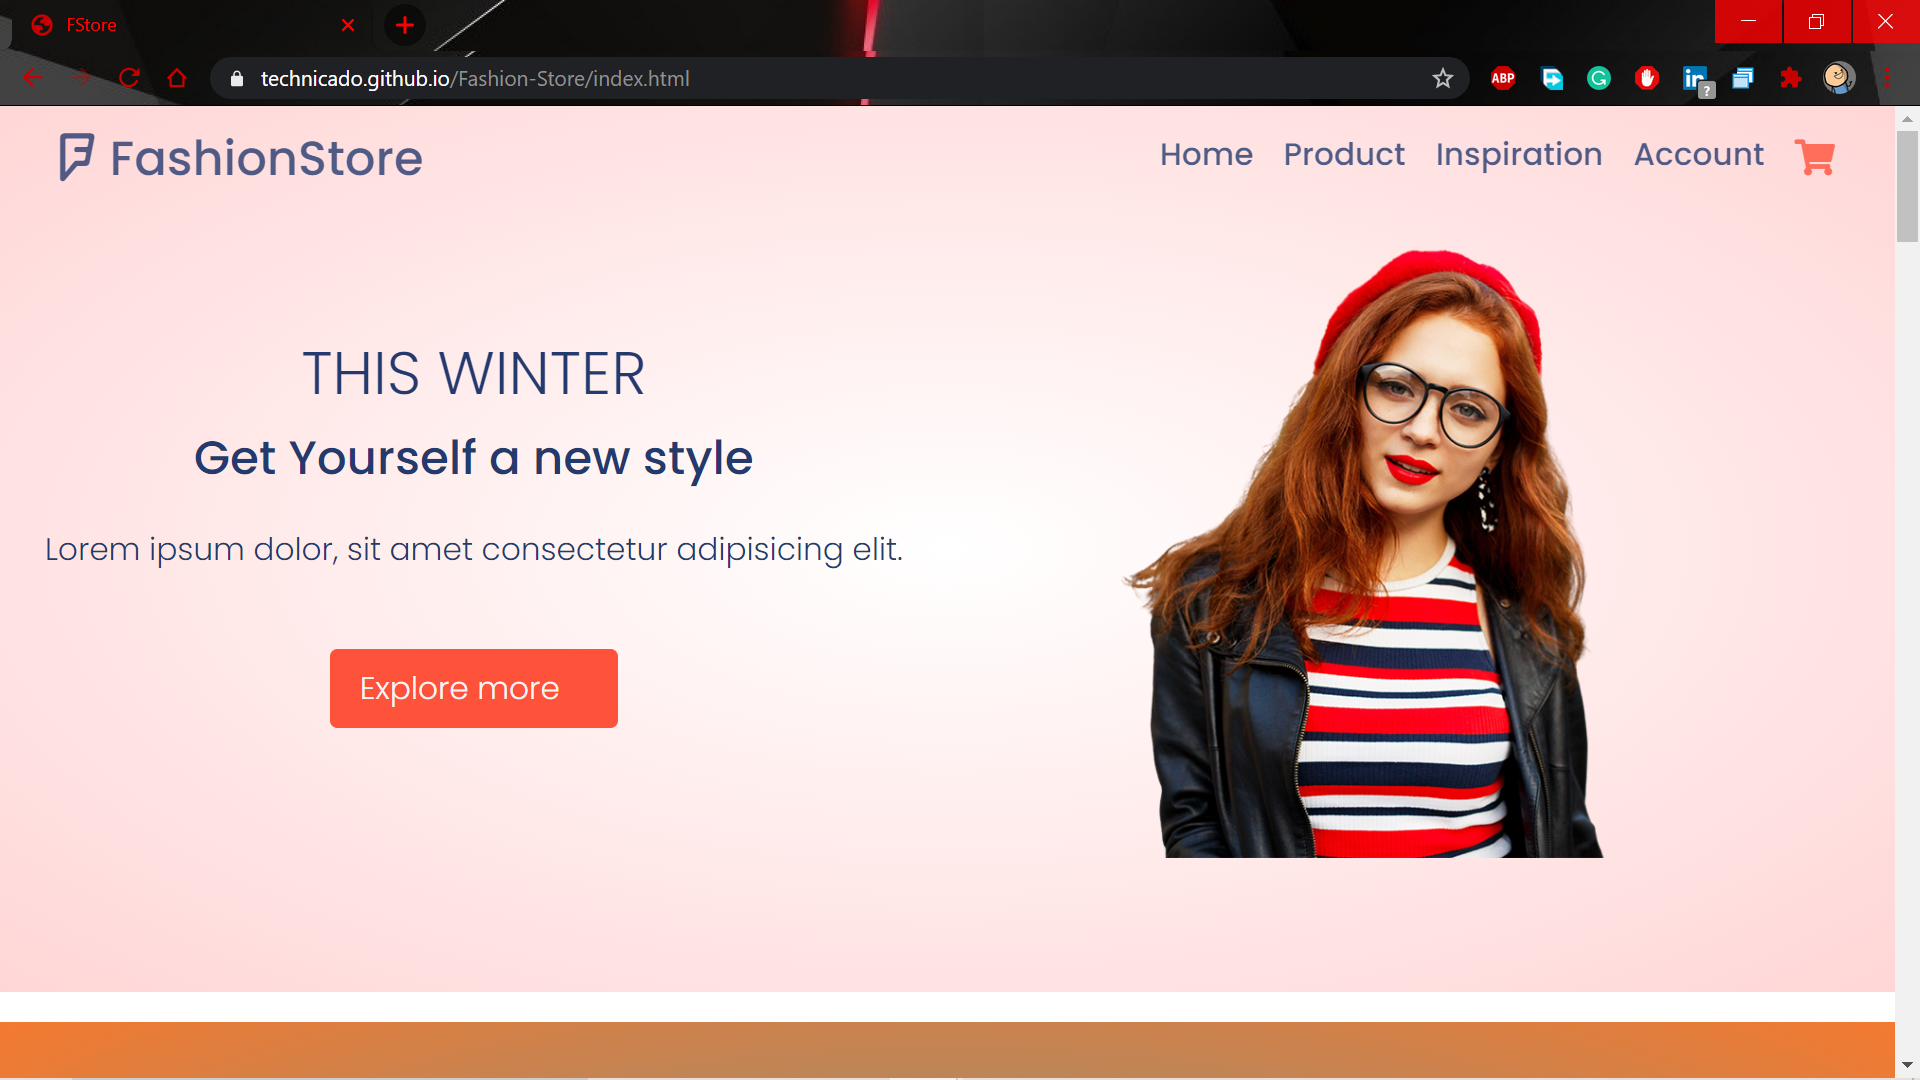 FStore
technicado.github.io/Fashion-Store/index.html
ABP
G
in
?
FashionStore
Home Product Inspiration Account
THIS WINTER
Get Yourself a new style
Lorem ipsum dolor, sit amet consectetur adipisicing elit.
Explore more